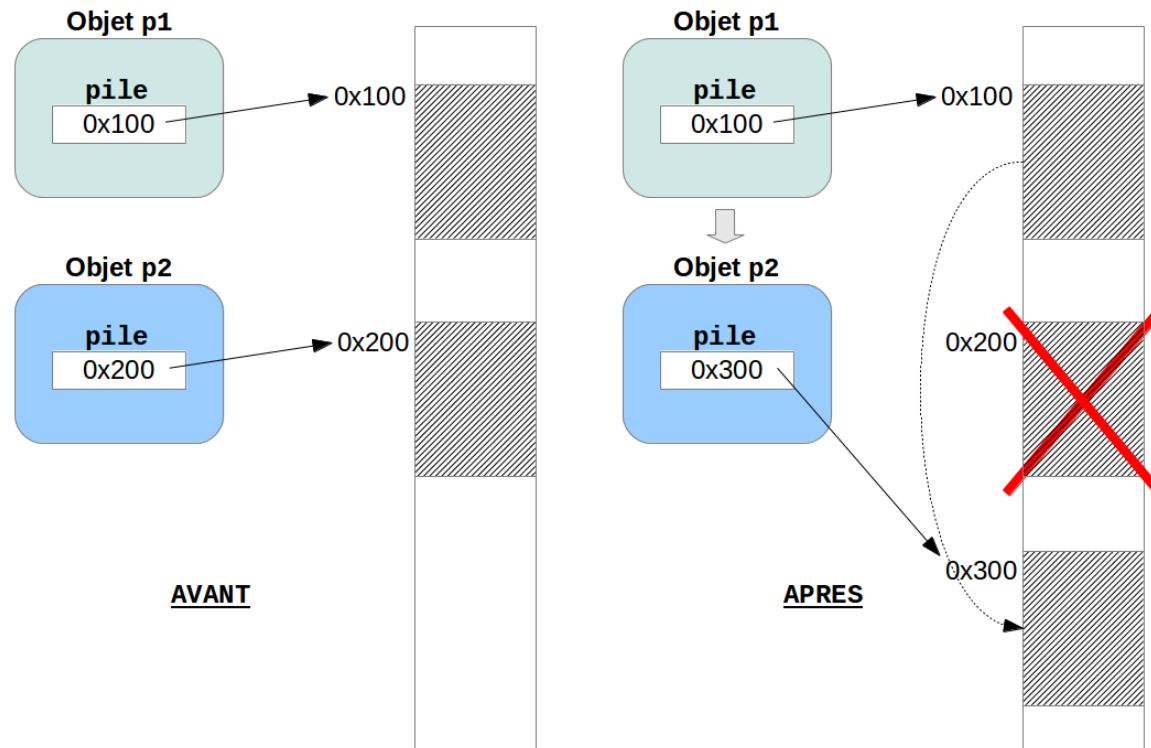 Objet p1
pile
0x100
0x100
Objet p2
pile
0x200
0x200
AVANT
Objet p1
pile
0x100
0x100
Objet p2
pile
0x300
0x200
0x300
APRES